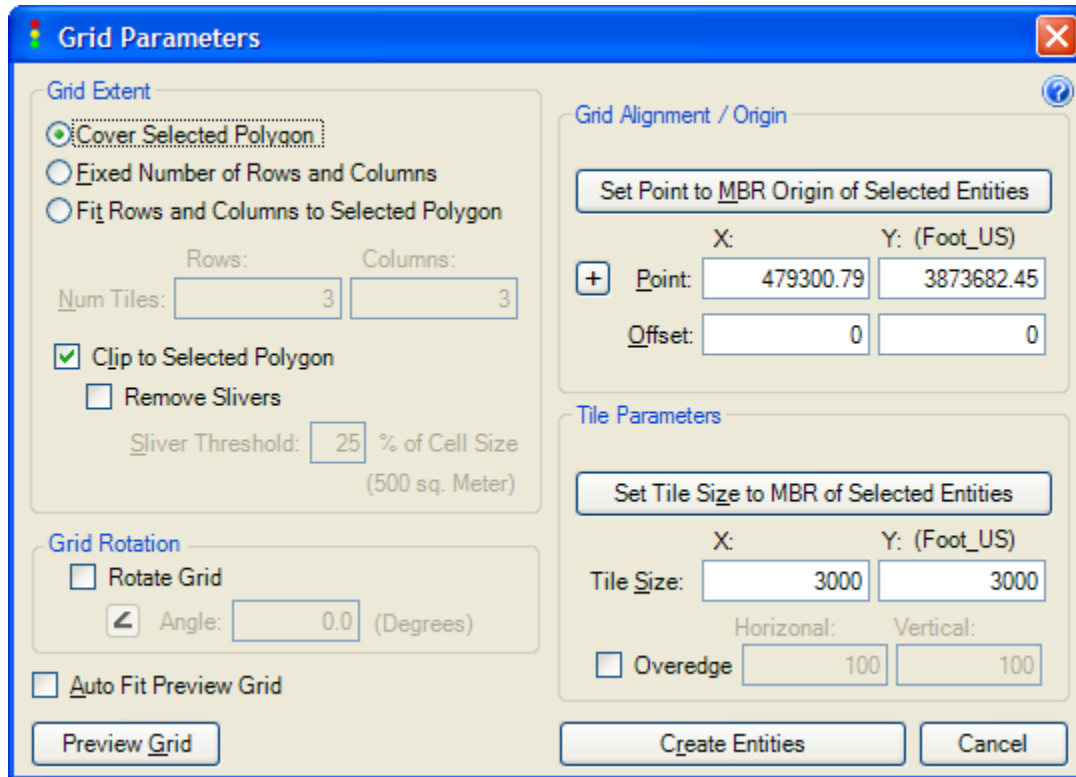 Grid Parameters
Grid Extent
Cover Selected Polygon
Fixed Number of Rows and Columns
Fit Rows and Columns to Selected Polygon
Rows: Columns:
Num Tiles: 3 3
Clip to Selected Polygon
Remove Slivers
Sliver Threshold: 25 % of Cell Size
(500 sq. Meter)
Grid Rotation
Rotate Grid
Angle: 0.0 (Degrees)
Auto Fit Preview Grid
Preview Grid
?
Grid Alignment / Origin
Set Point to MBR Origin of Selected Entities
X: Y: (Foot_US)
+ Point: 479300.79 3873682.45
Offset: 0 0
Tile Parameters
Set Tile Size to MBR of Selected Entities
X: Y: (Foot_US)
Tile Size: 3000 3000
Horizonal: Vertical:
Overedge 100 100
Create Entities Cancel